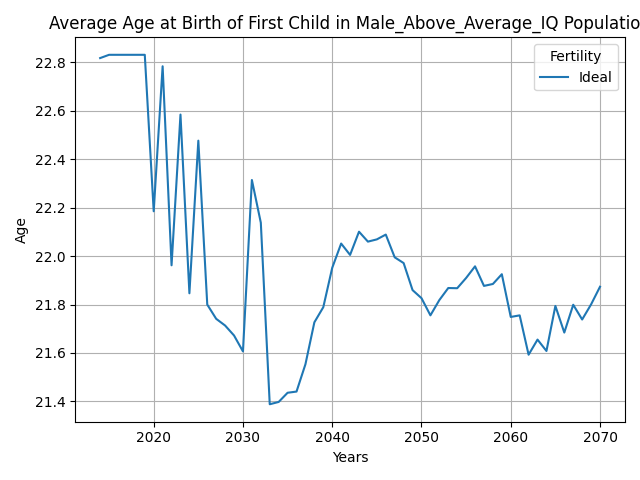 Average Age at Birth of First Child in Male_Above_Average_IQ Populatio
Fertility
Ideal
22.8
22.6
22.4
22.2
22.0
21.8
21.6
21.4
Age
2020 2030 2040 2050 2060 2070
Years